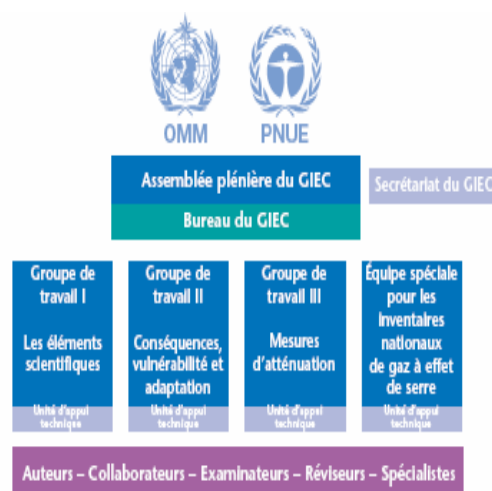 OMM
PNUE
Assemblée plénière du GIEC
Secrétariat du GIEC
Bureau du GIEC
Groupe de
travail I
Les éléments
scientifiques
Unité d'appui
technique
Groupe de
travail II
Conséquences,
vulnérabilité et
adaptation
Unité d'appui
technique
Groupe de
travail III
Mesures
d'atténuation
Unité d'appui
technique
Équipe spéciale
pour les
inventaires
nationaux
de gaz à effet
de serre
Unité d'appui
technique
Auteurs – Collaborateurs – Examinateurs – Réviseurs – Spécialistes